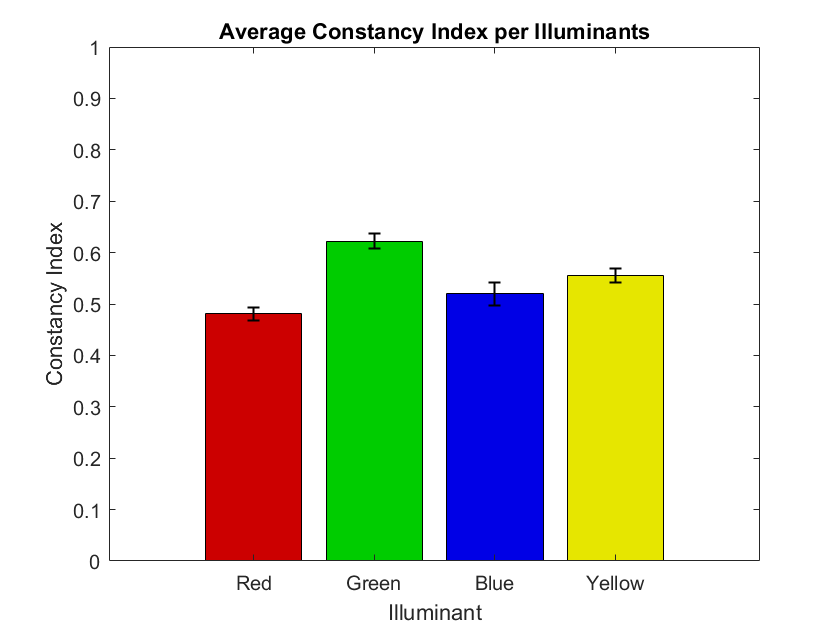 Average Constancy Index per Illuminants
1
0.9
0.8
0.7
0.6
0.5
0.4
0.3
0.2
0.1
0
Constancy Index
Red Green Blue Yellow
Illuminant